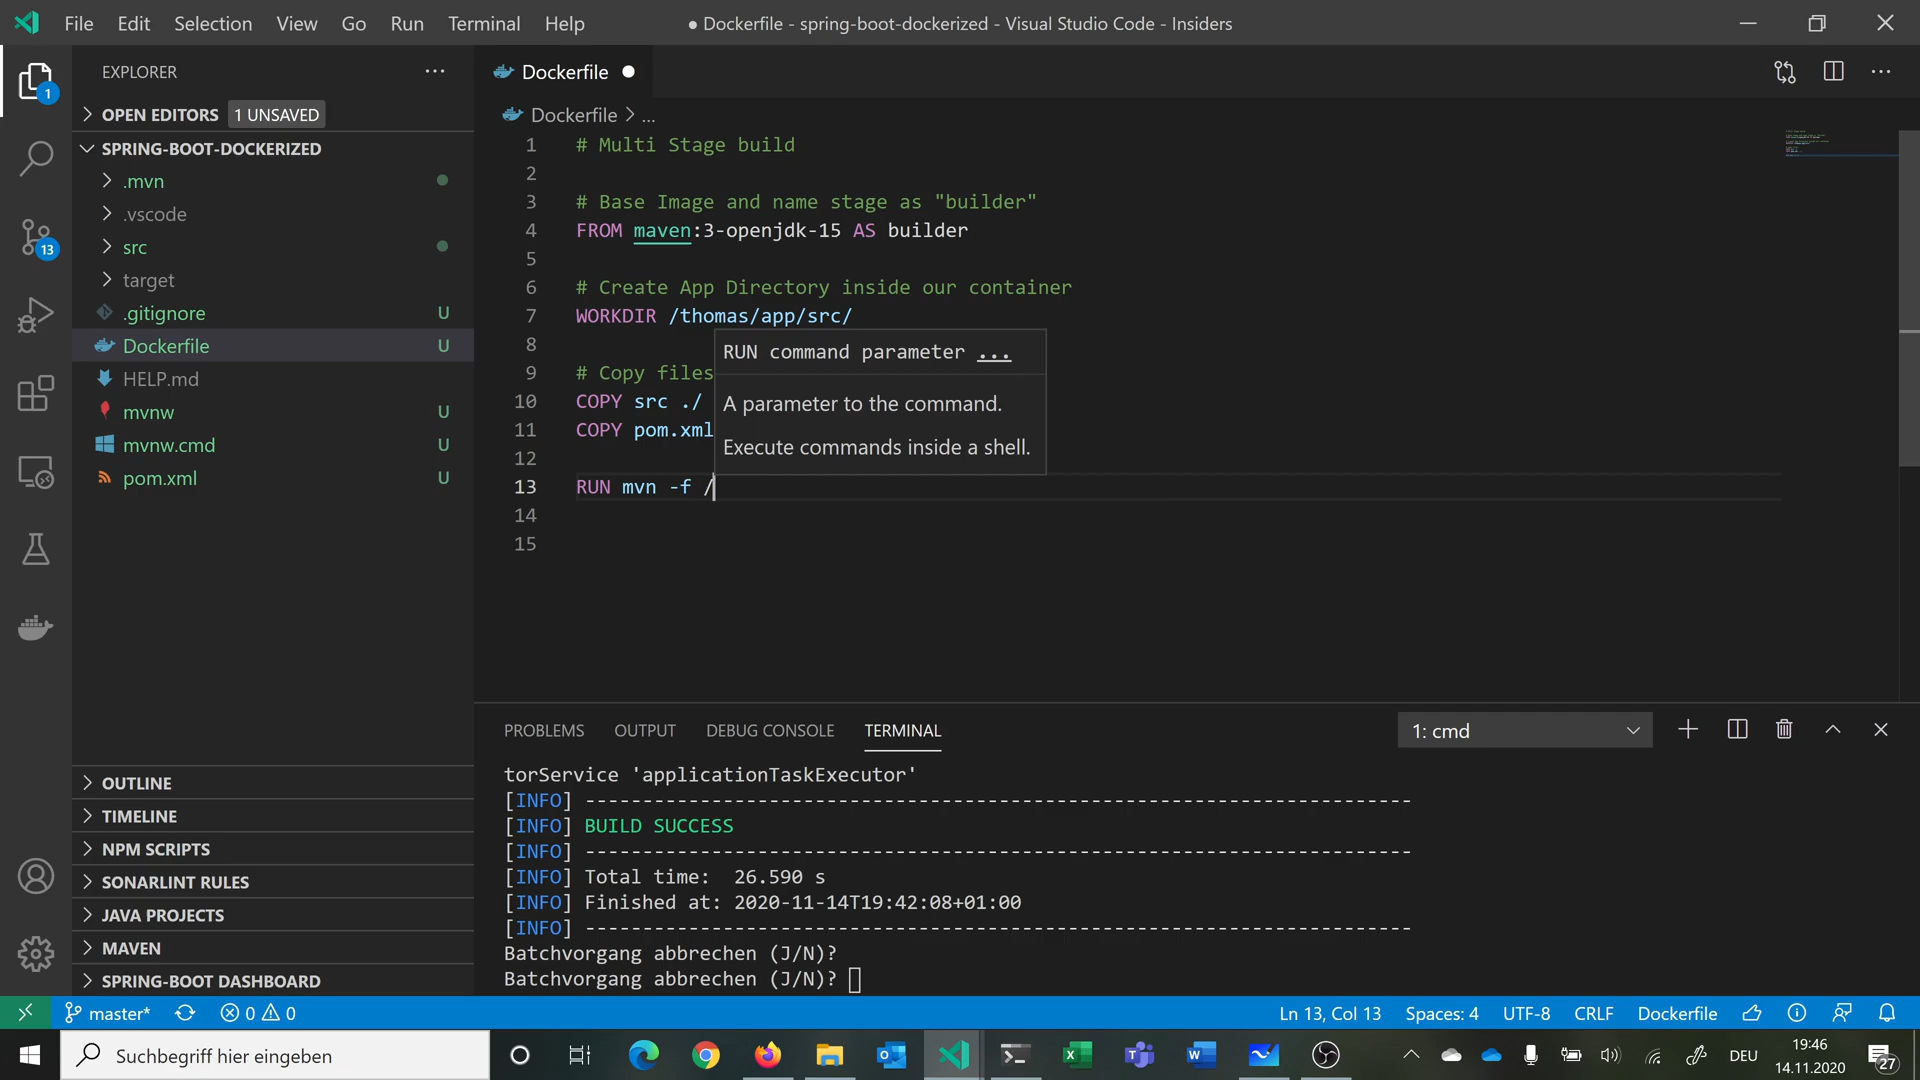 File Edit Selection View Go Run Terminal Help
● Dockerfile - spring-boot-dockerized - Visual Studio Code - Insiders
EXPLORER
1
OPEN EDITORS 1 UNSAVED
SPRING-BOOT-DOCKERIZED
.mvn
.vscode
src
13
target
.gitignore U
Dockerfile U
HELP.md
mvnw U
mvnw.cmd U
pom.xml U
OUTLINE
TIMELINE
NPM SCRIPTS
SONARLINT RULES
JAVA PROJECTS
MAVEN
SPRING-BOOT DASHBOARD
Dockerfile
Dockerfile > ...
1 # Multi Stage build
2
3 # Base Image and name stage as "builder"
4 FROM maven:3-openjdk-15 AS builder
5
6 # Create App Directory inside our container
7 WORKDIR /thomas/app/src/
8
9 # Copy files
10 COPY src ./
11 COPY pom.xml
12
13 RUN mvn -f /
14
15
RUN command parameter ...
A parameter to the command.
Execute commands inside a shell.
PROBLEMS OUTPUT DEBUG CONSOLE TERMINAL
1: cmd
torService 'applicationTaskExecutor'
[INFO] ------------------------------------------------------------------------
[INFO] BUILD SUCCESS
[INFO] ------------------------------------------------------------------------
[INFO] Total time:  26.590 s
[INFO] Finished at: 2020-11-14T19:42:08+01:00
[INFO] ------------------------------------------------------------------------
Batchvorgang abbrechen (J/N)?
Batchvorgang abbrechen (J/N)?
master* 0 0 Ln 13, Col 13 Spaces: 4 UTF-8 CRLF Dockerfile
Suchbegriff hier eingeben
DEU
19:46
14.11.2020
27